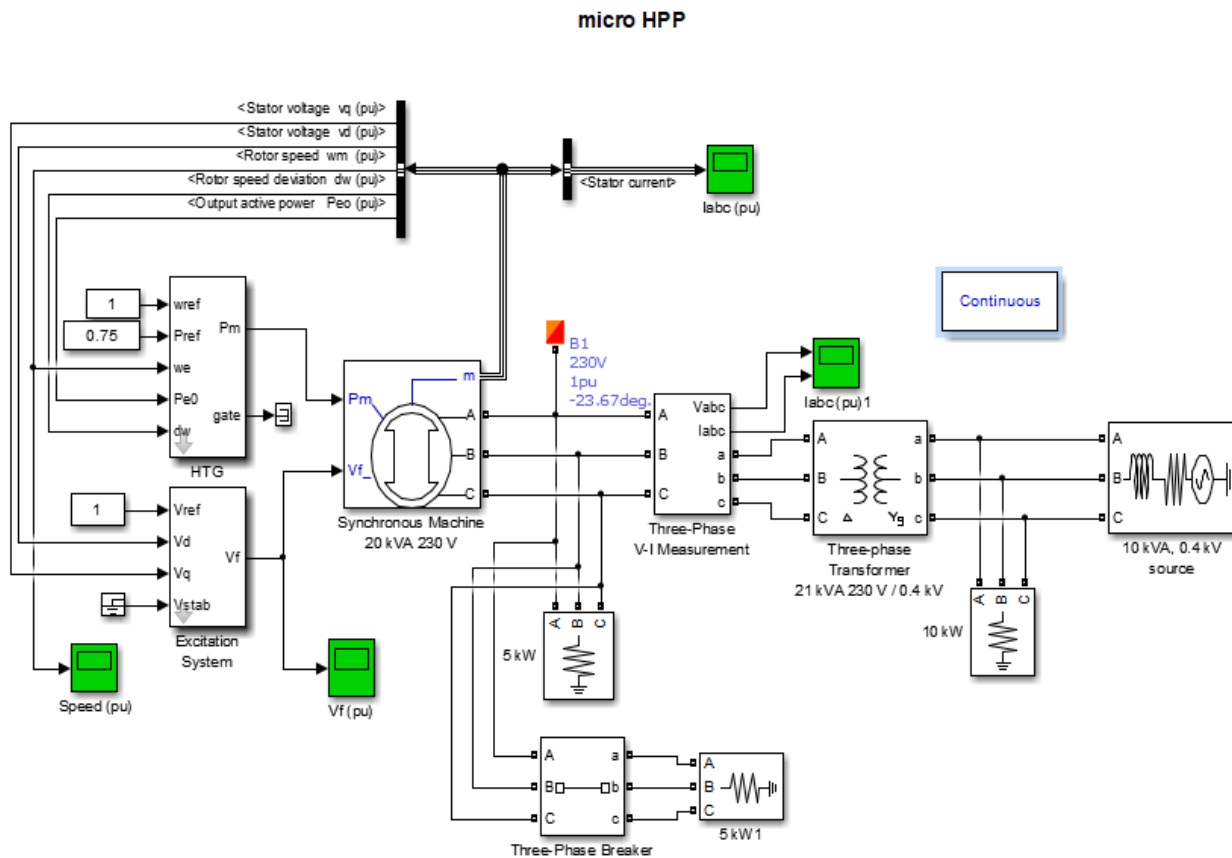 micro HPP
<Stator voltage vq (pu)>
<Stator voltage vd (pu)>
<Rotor speed wm (pu)>
<Rotor speed deviation dw (pu)>
<Output active power Peo (pu)>
<Stator current>
Iabc (pu)
Continuous
1
0.75
wref
Pref
we
Pe0
dw
Pm
gate
HTG
1
Vref
Vd
Vq
Vstab
Vf
Excitation
System
Speed (pu)
Vf (pu)
Pm
Vf_
m
A
B
C
Synchronous Machine
20 kVA 230 V
B1
230V
1pu
-23.67deg.
A
B
C
Vabc
Iabc
a
b
c
Three-Phase
V-I Measurement
Iabc (pu) 1
A
B
C
a
b
c
Δ
Yg
Three-phase
Transformer
21 kVA 230 V / 0.4 kV
A
B
C
10 kVA, 0.4 kV
source
A B C
5 kW
A B C
10 kW
A
B
C
a
b
c
Three-Phase Breaker
A
B
C
5 kW1